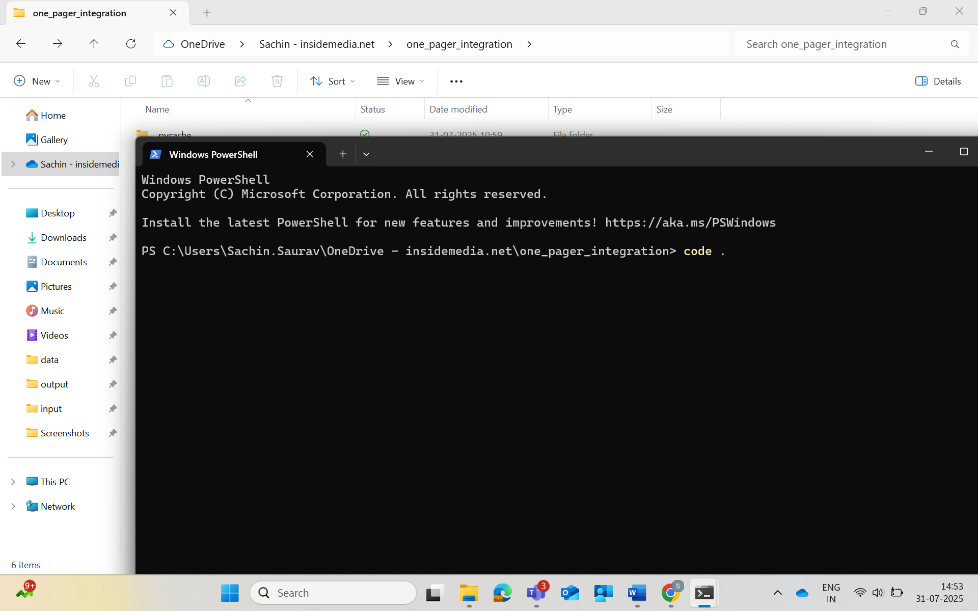 one_pager_integration
OneDrive > Sachin - insidemedia.net > one_pager_integration > Search one_pager_integration
New Sort View ... Details
Home
Gallery
Sachin - insidemedi
Desktop
Downloads
Documents
Pictures
Music
Videos
data
output
input
Screenshots
This PC
Network
6 items
Name Status Date modified Type Size
pycache 31-07-2025 10:59 File folder
Windows PowerShell
Windows PowerShell
Copyright (C) Microsoft Corporation. All rights reserved.
Install the latest PowerShell for new features and improvements! https://aka.ms/PSWindows
PS C:\Users\Sachin.Saurav\OneDrive - insidemedia.net\one_pager_integration> code .
9+
Search
3
S
ENG
IN
14:53
31-07-2025